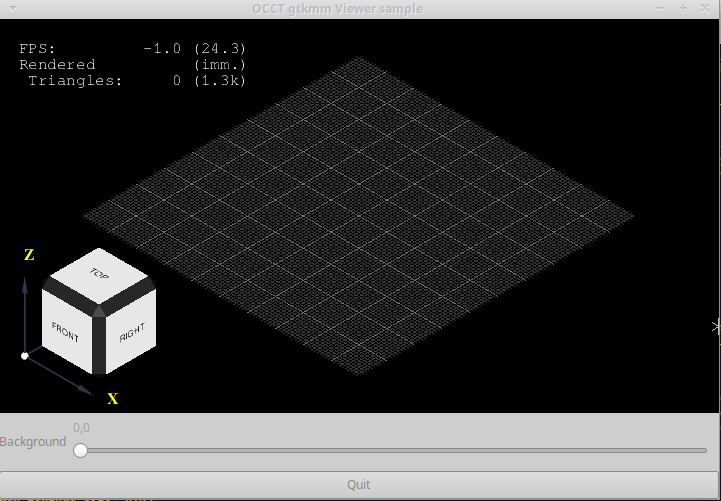 OCCT gtkmm Viewer sample
FPS: -1.0 (24.3)
Rendered (imm.)
Triangles: 0 (1.3k)
Z
TOP
FRONT
RIGHT
X
0,0
Background
Quit